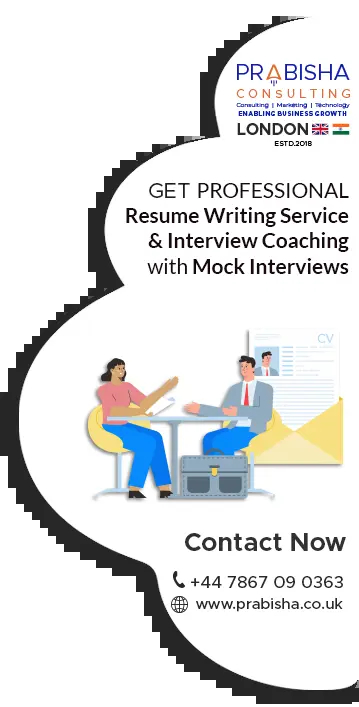 PRABISHA
CONSULTING
Consulting | Marketing | Technology
ENABLING BUSINESS GROWTH
LONDON
ESTD.2018
GET PROFESSIONAL
Resume Writing Service
& Interview Coaching
with Mock Interviews
CV
Contact Now
+44 7867 09 0363
www.prabisha.co.uk